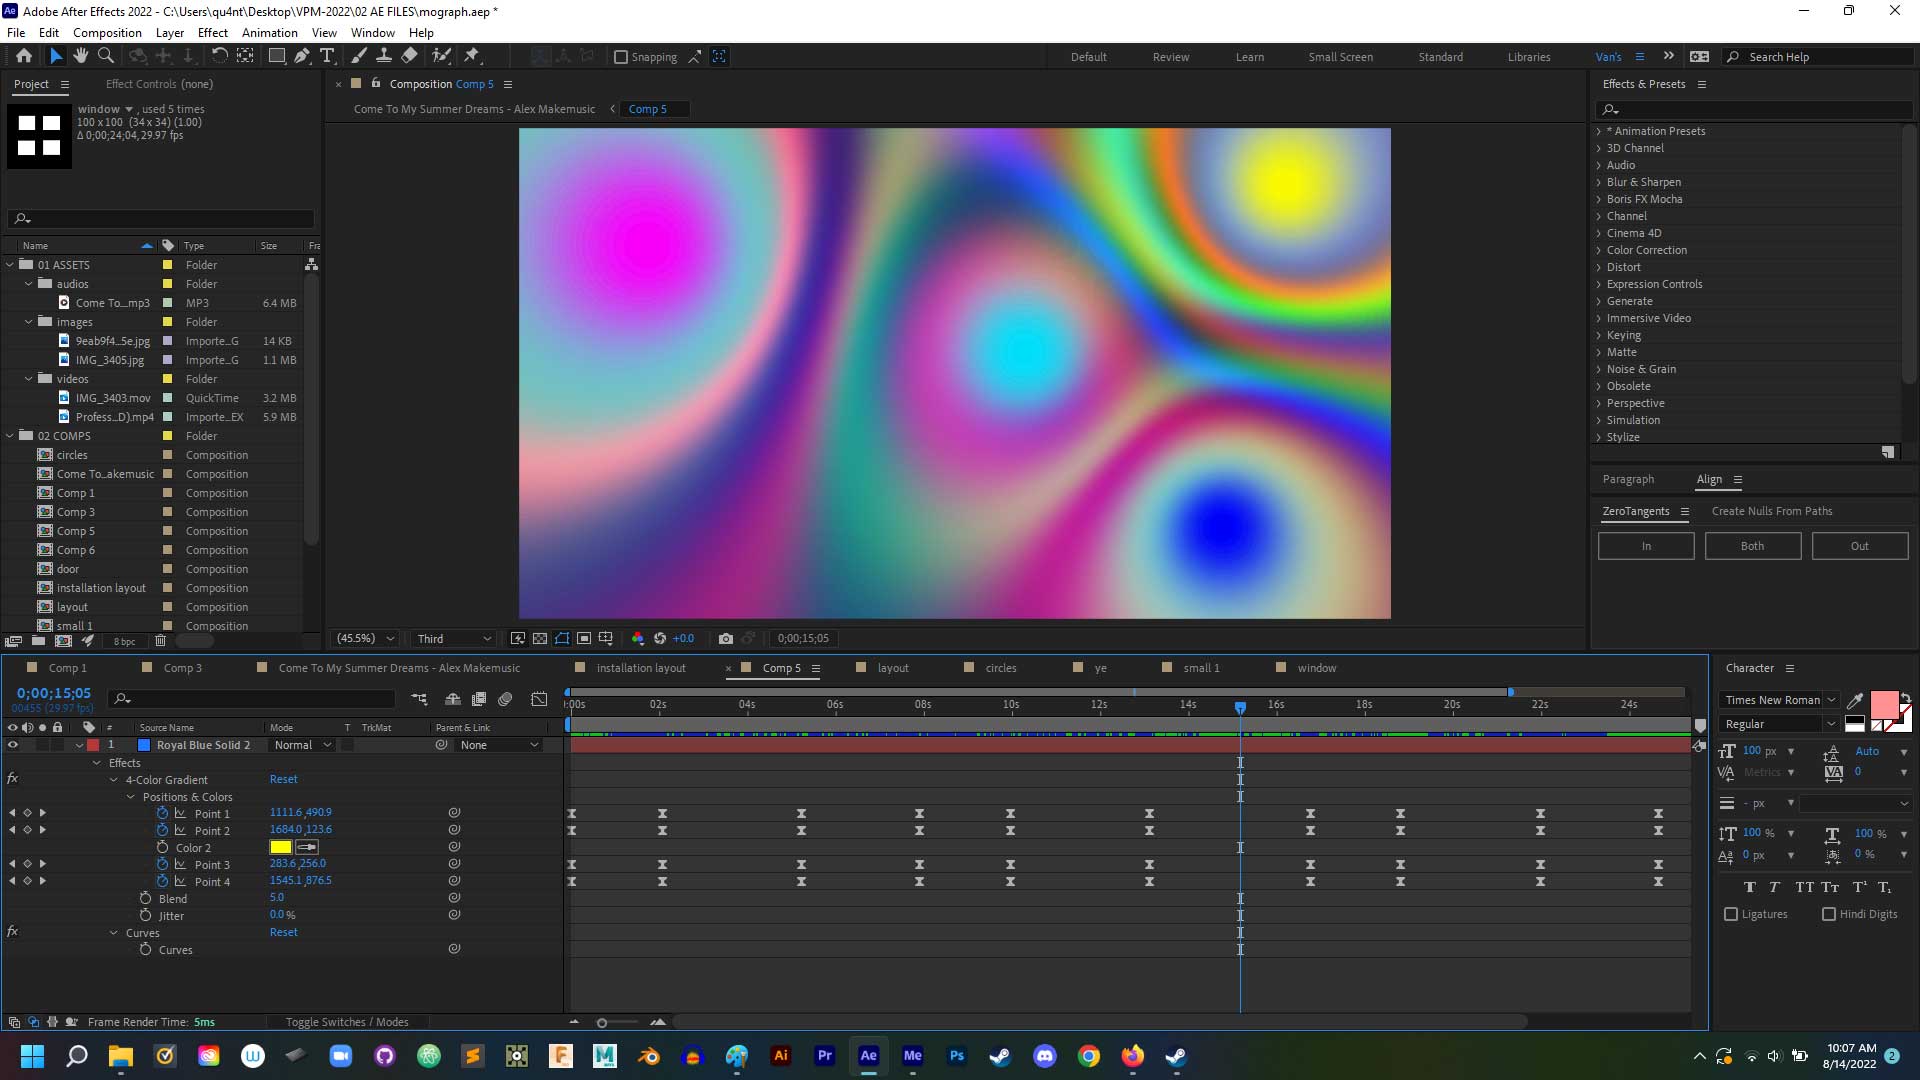 Adobe After Effects 2022 - C:\Users\qu4nt\Desktop\VPM-2022\02 AE FILES\mograph.aep *
File Edit Composition Layer Effect Animation View Window Help
Snapping Default Review Learn Small Screen Standard Libraries Van's Search Help
Project Effect Controls (none)
window , used 5 times
100 x 100 (34 x 34) (1.00)
Δ 0;00;24;04, 29.97 fps
Name Type Size Fra
01 ASSETS Folder
audios Folder
Come To...mp3 MP3 6.4 MB
images Folder
9eab9f4...5e.jpg Importe...G 14 KB
IMG_3405.jpg Importe...G 1.1 MB
videos Folder
IMG_3403.mov QuickTime 3.2 MB
Profess...D).mp4 Importe...EX 5.9 MB
02 COMPS Folder
circles Composition
Come To...akemusic Composition
Comp 1 Composition
Comp 3 Composition
Comp 5 Composition
Comp 6 Composition
door Composition
installation layout Composition
layout Composition
small 1 Composition
8 bpc
Composition Comp 5
Come To My Summer Dreams - Alex Makemusic Comp 5
(45.5%) Third +0.0 0;00;15;05
Effects & Presets
* Animation Presets
3D Channel
Audio
Blur & Sharpen
Boris FX Mocha
Channel
Cinema 4D
Color Correction
Distort
Expression Controls
Generate
Immersive Video
Keying
Matte
Noise & Grain
Obsolete
Perspective
Simulation
Stylize
Paragraph Align
ZeroTangents Create Nulls From Paths
In Both Out
Comp 1 Comp 3 Come To My Summer Dreams - Alex Makemusic installation layout Comp 5 layout circles ye small 1 window
0;00;15;05
00455 (29.97 fps)
:00s 02s 04s 06s 08s 10s 12s 14s 16s 18s 20s 22s 24s
# Source Name Mode T TrkMat Parent & Link
1 Royal Blue Solid 2 Normal None
Effects
fx 4-Color Gradient Reset
Positions & Colors
Point 1 1111.6,490.9
Point 2 1684.0,123.6
Color 2
Point 3 283.6,256.0
Point 4 1545.1,876.5
Blend 5.0
Jitter 0.0 %
fx Curves Reset
Curves
Frame Render Time: 5ms Toggle Switches / Modes
Character
Times New Roman
Regular
100 px Auto
Metrics 0
- px
100 % 100 %
0 px 0 %
T T TT Tt T¹ T₁
Ligatures Hindi Digits
Ai Pr Ae Me Ps
10:07 AM
8/14/2022 2